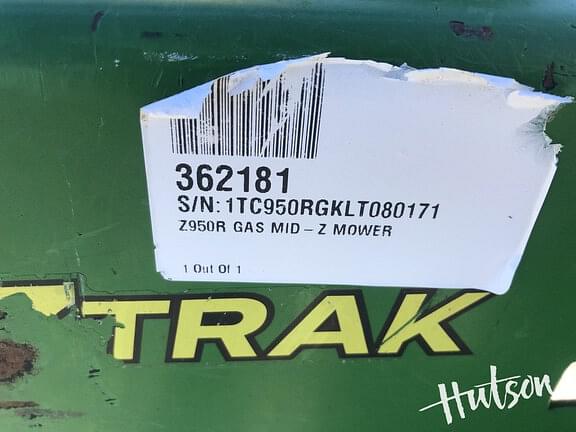 362181
S/N: 1TC950RGKLT080171
Z950R GAS MID – Z MOWER
1 Out Of 1
TRAK
Hutson